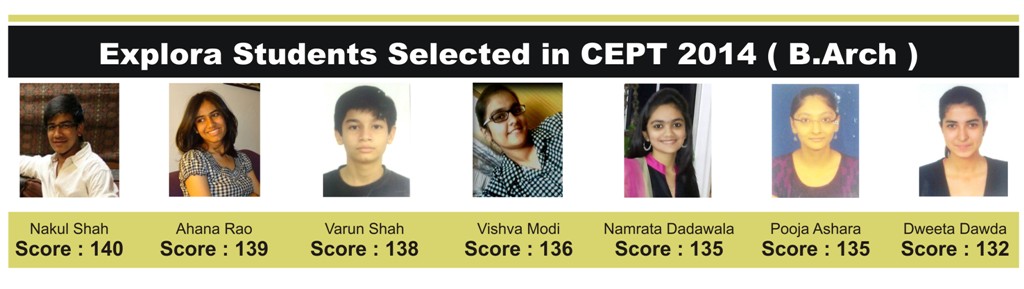 Explora Students Selected in CEPT 2014 ( B.Arch )
Nakul Shah
Score : 140
Ahana Rao
Score : 139
Varun Shah
Score : 138
Vishva Modi
Score : 136
Namrata Dadawala
Score : 135
Pooja Ashara
Score : 135
Dweeta Dawda
Score : 132